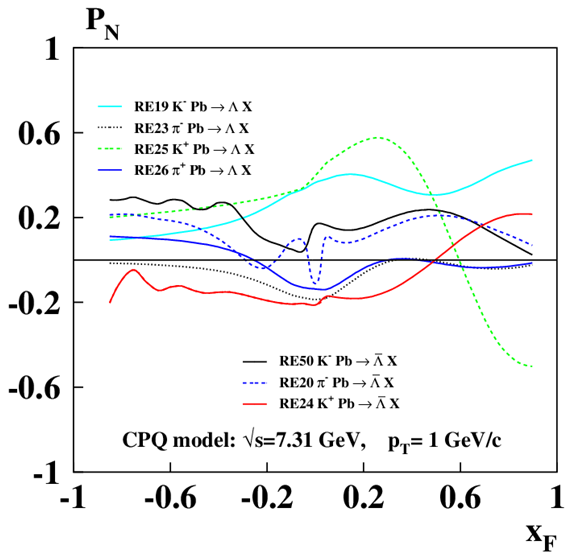 P_N
1
0.6
0.2
-0.2
-0.6
-1
RE19 K⁻ Pb → Λ X
RE23 π⁻ Pb → Λ X
RE25 K⁺ Pb → Λ X
RE26 π⁺ Pb → Λ X
RE50 K⁻ Pb → Λ̄ X
RE20 π⁻ Pb → Λ̄ X
RE24 K⁺ Pb → Λ̄ X
CPQ model: √s=7.31 GeV, p_T= 1 GeV/c
-1 -0.6 -0.2 0.2 0.6 1
x_F